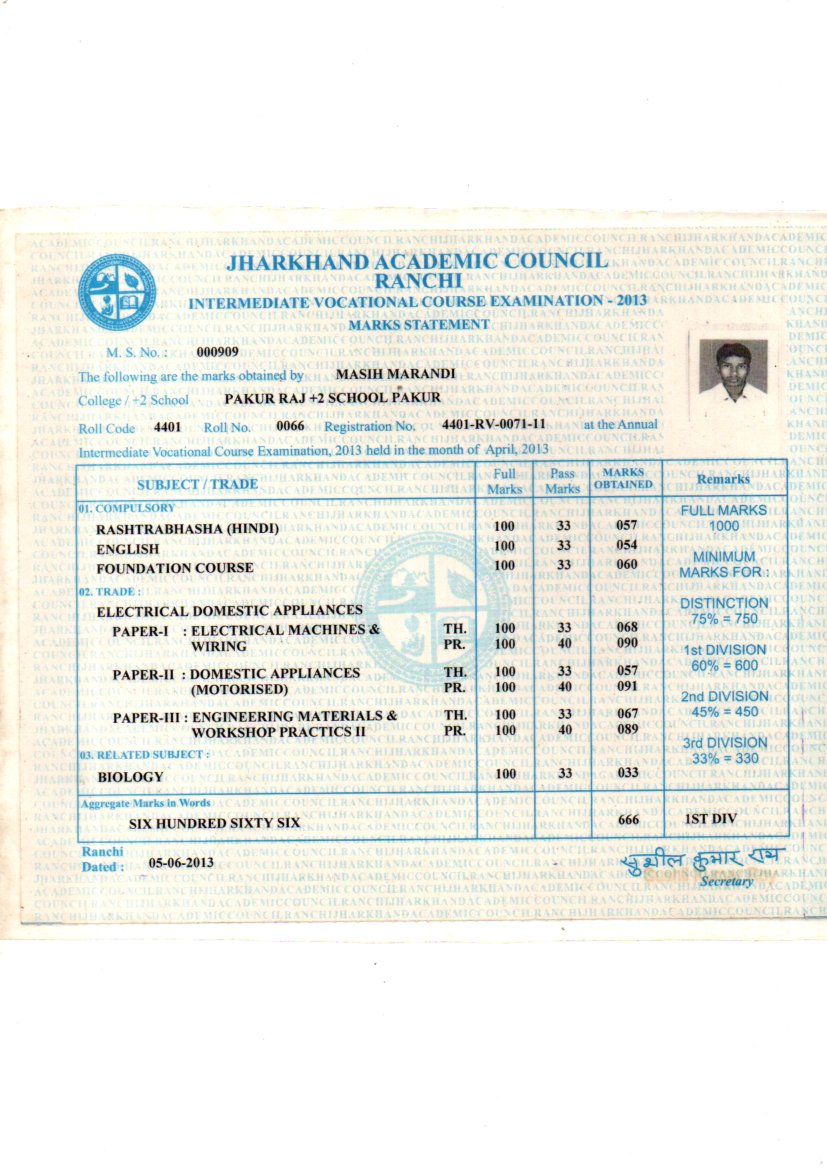 JHARKHAND ACADEMIC COUNCIL
RANCHI
INTERMEDIATE VOCATIONAL COURSE EXAMINATION - 2013
MARKS STATEMENT
M. S. No. : 000909
The following are the marks obtained by MASIH MARANDI
College / +2 School PAKUR RAJ +2 SCHOOL PAKUR
Roll Code 4401 Roll No. 0066 Registration No. 4401-RV-0071-11 at the Annual
Intermediate Vocational Course Examination, 2013 held in the month of April, 2013
SUBJECT / TRADE Full Marks Pass Marks MARKS OBTAINED Remarks
01. COMPULSORY
RASHTRABHASHA (HINDI) 100 33 057
ENGLISH 100 33 054
FOUNDATION COURSE 100 33 060
02. TRADE :
ELECTRICAL DOMESTIC APPLIANCES
PAPER-I : ELECTRICAL MACHINES & TH. 100 33 068
WIRING PR. 100 40 090
PAPER-II : DOMESTIC APPLIANCES TH. 100 33 057
(MOTORISED) PR. 100 40 091
PAPER-III : ENGINEERING MATERIALS & TH. 100 33 067
WORKSHOP PRACTICS II PR. 100 40 089
03. RELATED SUBJECT :
BIOLOGY 100 33 033
FULL MARKS
1000
MINIMUM
MARKS FOR :
DISTINCTION
75% = 750
1st DIVISION
60% = 600
2nd DIVISION
45% = 450
3rd DIVISION
33% = 330
Aggregate Marks in Words
SIX HUNDRED SIXTY SIX 666 1ST DIV
Ranchi
Dated : 05-06-2013
सुशील कुमार राय
Secretary